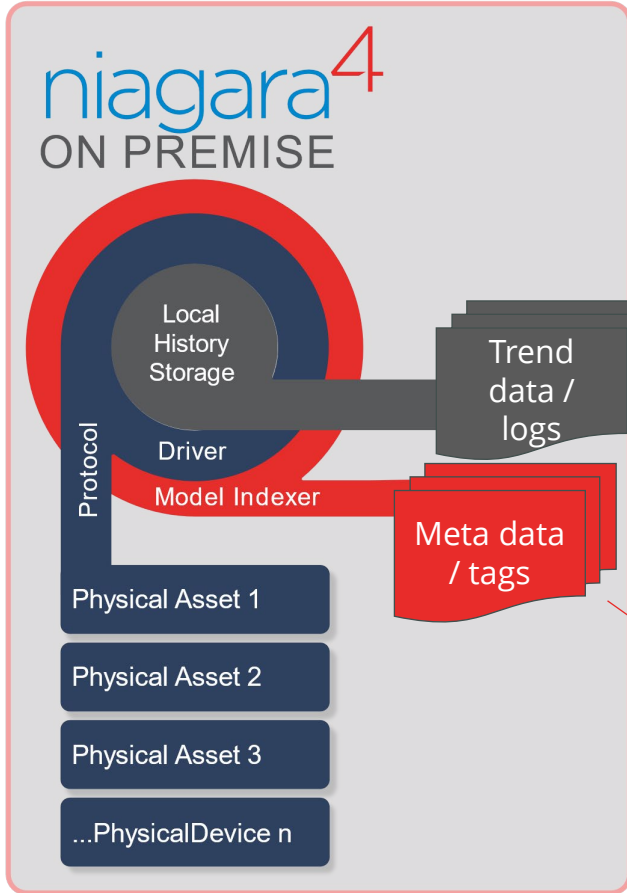 niagara4
ON PREMISE
Local
History
Storage
Trend
data /
logs
Protocol
Driver
Model Indexer
Meta data
/ tags
Physical Asset 1
Physical Asset 2
Physical Asset 3
...PhysicalDevice n